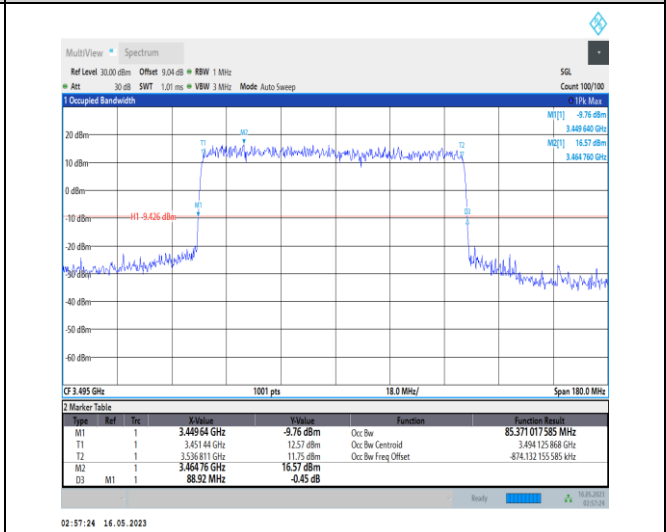 MultiView Spectrum
Ref Level 30.00 dBm Offset 9.04 dB RBW 1 MHz SGL
Att 30 dB SWT 1.01 ms VBW 3 MHz Mode Auto Sweep Count 100/100
1 Occupied Bandwidth 1Pk Max
M1[1] -9.76 dBm
3.449 640 GHz
M2[1] 16.57 dBm
3.464 760 GHz
20 dBm
M2
T1
T2
10 dBm
0 dBm
M1
D3
-10 dBm
H1 -9.426 dBm
-20 dBm
-30 dBm
-40 dBm
-50 dBm
-60 dBm
CF 3.495 GHz 1001 pts 18.0 MHz/ Span 180.0 MHz
2 Marker Table
Type Ref Trc X-Value Y-Value Function Function Result
M1 1 3.449 64 GHz -9.76 dBm Occ Bw 85.371 017 585 MHz
T1 1 3.451 44 GHz 12.57 dBm Occ Bw Centroid 3.494 125 868 GHz
T2 1 3.536 811 GHz 11.75 dBm Occ Bw Freq Offset -874.132 155 585 kHz
M2 1 3.464 76 GHz 16.57 dBm
D3 M1 1 88.92 MHz -0.45 dB
Ready 16.05.2023
02:57:24
02:57:24 16.05.2023